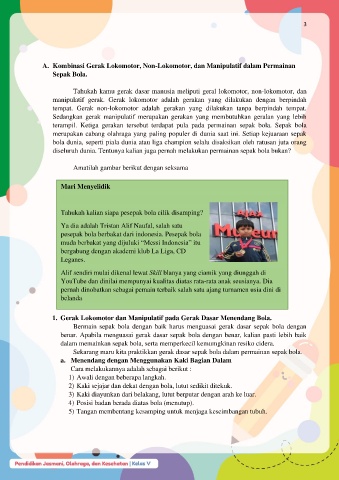 3
A. Kombinasi Gerak Lokomotor, Non-Lokomotor, dan Manipulatif dalam Permainan
Sepak Bola.
Tahukah kamu gerak dasar manusia meliputi geral lokomotor, non-lokomotor, dan
manipulatif gerak. Gerak lokomotor adalah gerakan yang dilakukan dengan berpindah
tempat. Gerak non-lokomotor adalah gerakan yang dilakukan tanpa berpindah tempat.
Sedangkan gerak manipulatif merupakan gerakan yang membutuhkan geralan yang lebih
terampil. Ketiga gerakan tersebut terdapat pula pada permainan sepak bola. Sepak bola
merupakan cabang olahraga yang paling populer di dunia saat ini. Setiap kejuaraan sepak
bola dunia, seperti piala dunia atau liga champion selalu disaksikan oleh ratusan juta orang
diseluruh dunia. Tentunya kalian juga pernah melakukan permainan sepak bola bukan?
Amatilah gambar berikut dengan seksama
Mari Menyelidik
Tahukah kalian siapa pesepak bola cilik disamping?
Ya dia adalah Tristan Alif Naufal, salah satu
pesepak bola berbakat dari indonesia. Pesepak bola
muda berbakat yang dijuluki "Messi Indonesia" itu
bergabung dengan akademi klub La Liga, CD
Leganes.
Alif sendiri mulai dikenal lewat Skill blanya yang ciamik yang diunggah di
YouTube dan dinilai mempunyai kualitas diatas rata-rata anak seusianya. Dia
pernah dinobatkan sebagai pemain terbaik salah satu ajang turnamen usia dini di
belanda
1. Gerak Lokomotor dan Manipulatif pada Gerak Dasar Menendang Bola.
Bermain sepak bola dengan baik harus menguasai gerak dasar sepak bola dengan
benar. Apabila menguasai gerak dasar sepak bola dengan benar, kalian pasti lebih baik
dalam memainkan sepak bola, serta memperkecil kemungkinan resiko cidera.
Sekarang maru kita praktikkan gerak dasar sepak bola dalam permainan sepak bola.
a. Menendang dengan Menggunakan Kaki Bagian Dalam
Cara melakukannya adalah sebagai berikut :
1) Awali dengan beberapa langkah.
2) Kaki sejajar dan dekat dengan bola, lutut sedikit ditekuk.
3) Kaki diayunkan dari belakang, lutut berputar dengan arah ke luar.
4) Posisi badan berada diatas bola (menutup).
5) Tangan membentang kesamping untuk menjaga keseimbangan tubuh.
Pendidikan Jasmani, Olahraga, dan Kesehatan | Kelas V